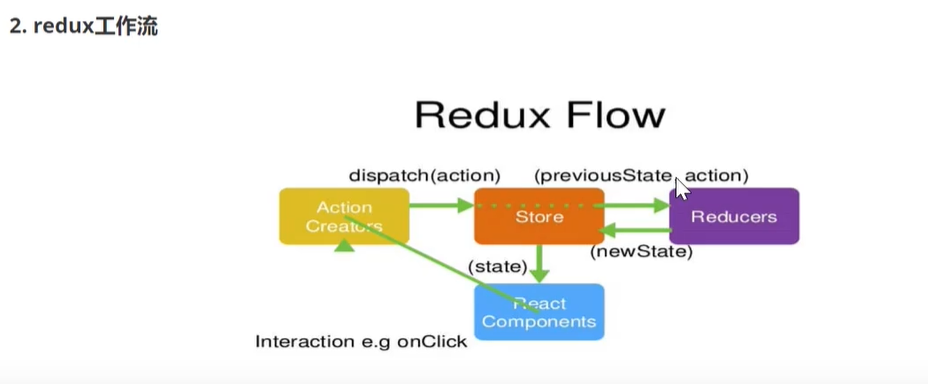 2. redux工作流
Redux Flow
dispatch(action)
(previousState, action)
Action
Creators
Store
Reducers
(newState)
(state)
React
Components
Interaction e.g onClick